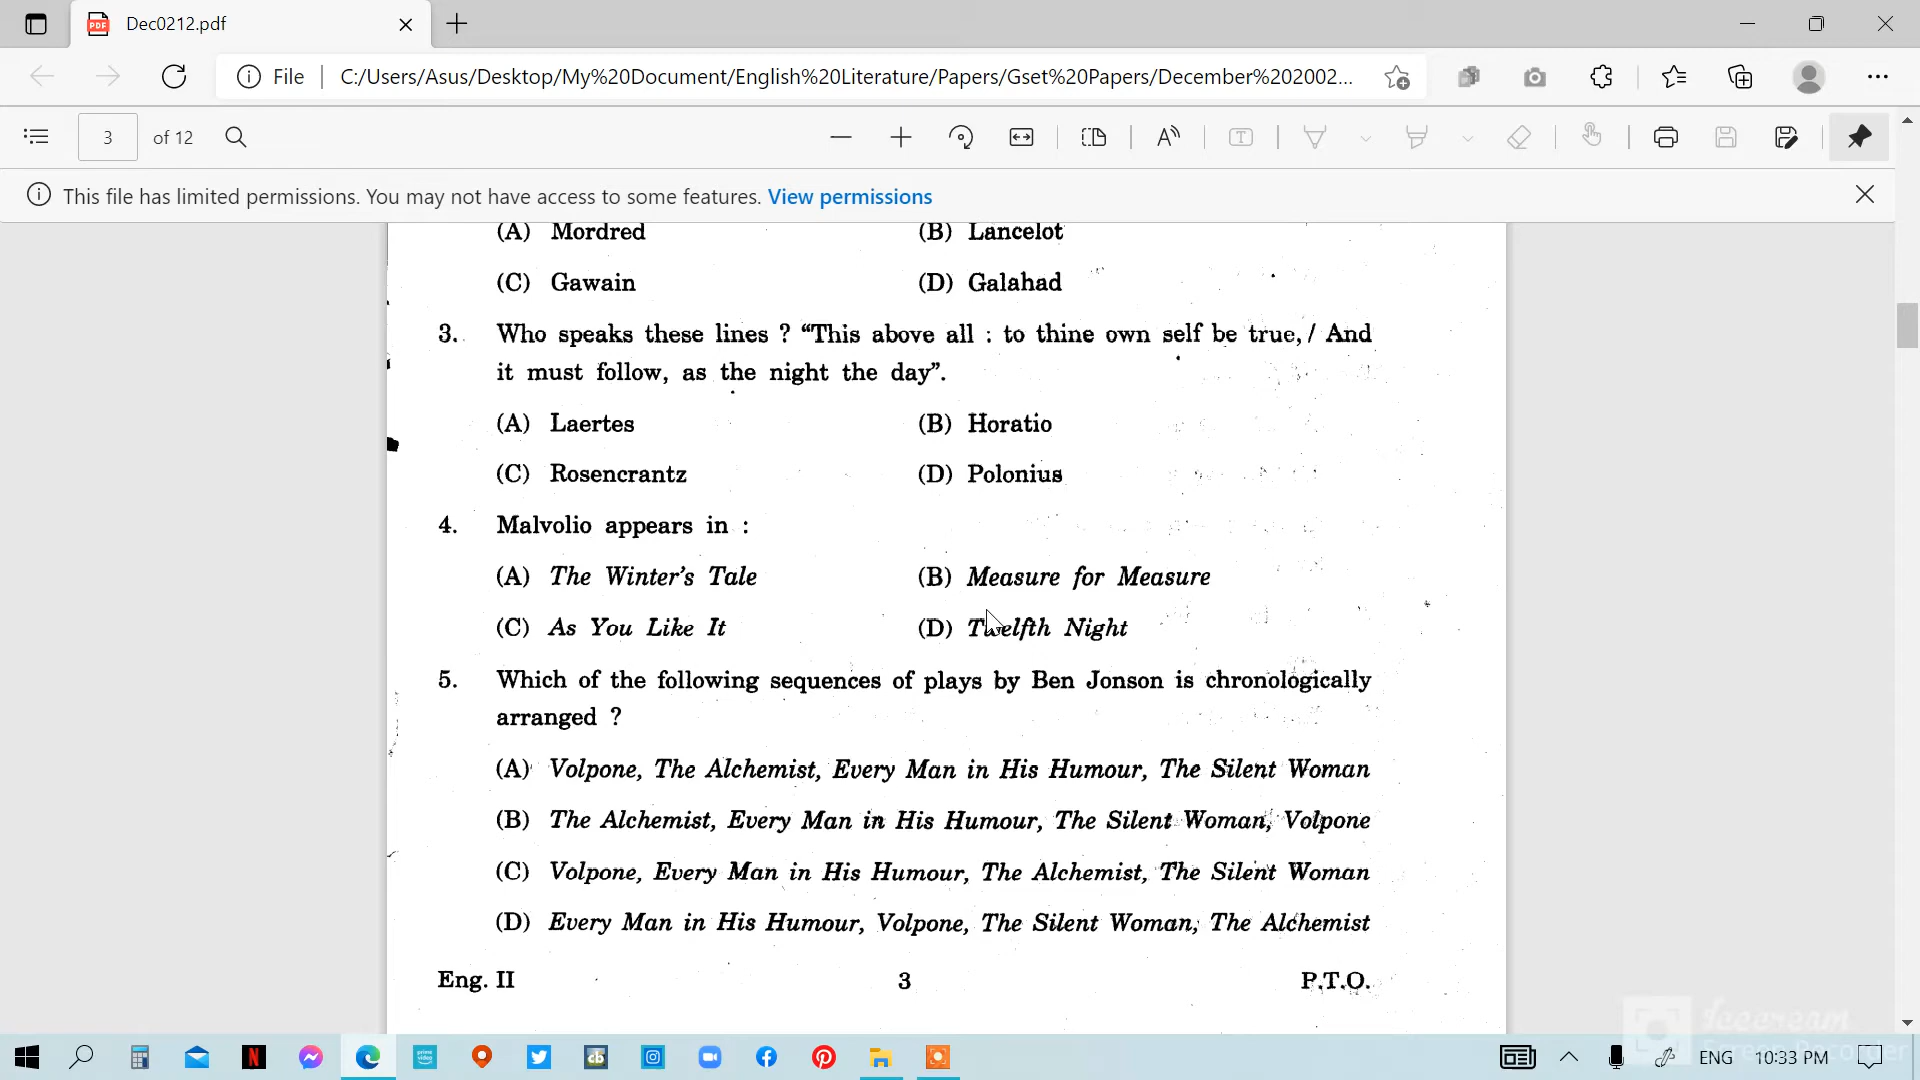 Dec0212.pdf
File C:/Users/Asus/Desktop/My%20Document/English%20Literature/Papers/Gset%20Papers/December%202002...
3 of 12
This file has limited permissions. You may not have access to some features. View permissions
(A) Mordred (B) Lancelot
(C) Gawain (D) Galahad
3. Who speaks these lines ? “This above all : to thine own self be true, / And
it must follow, as the night the day”.
(A) Laertes (B) Horatio
(C) Rosencrantz (D) Polonius
4. Malvolio appears in :
(A) The Winter's Tale (B) Measure for Measure
(C) As You Like It (D) Twelfth Night
5. Which of the following sequences of plays by Ben Jonson is chronologically
arranged ?
(A) Volpone, The Alchemist, Every Man in His Humour, The Silent Woman
(B) The Alchemist, Every Man in His Humour, The Silent Woman, Volpone
(C) Volpone, Every Man in His Humour, The Alchemist, The Silent Woman
(D) Every Man in His Humour, Volpone, The Silent Woman, The Alchemist
Eng. II 3 P.T.O.
Icecream
Screen Recorder
ENG 10:33 PM